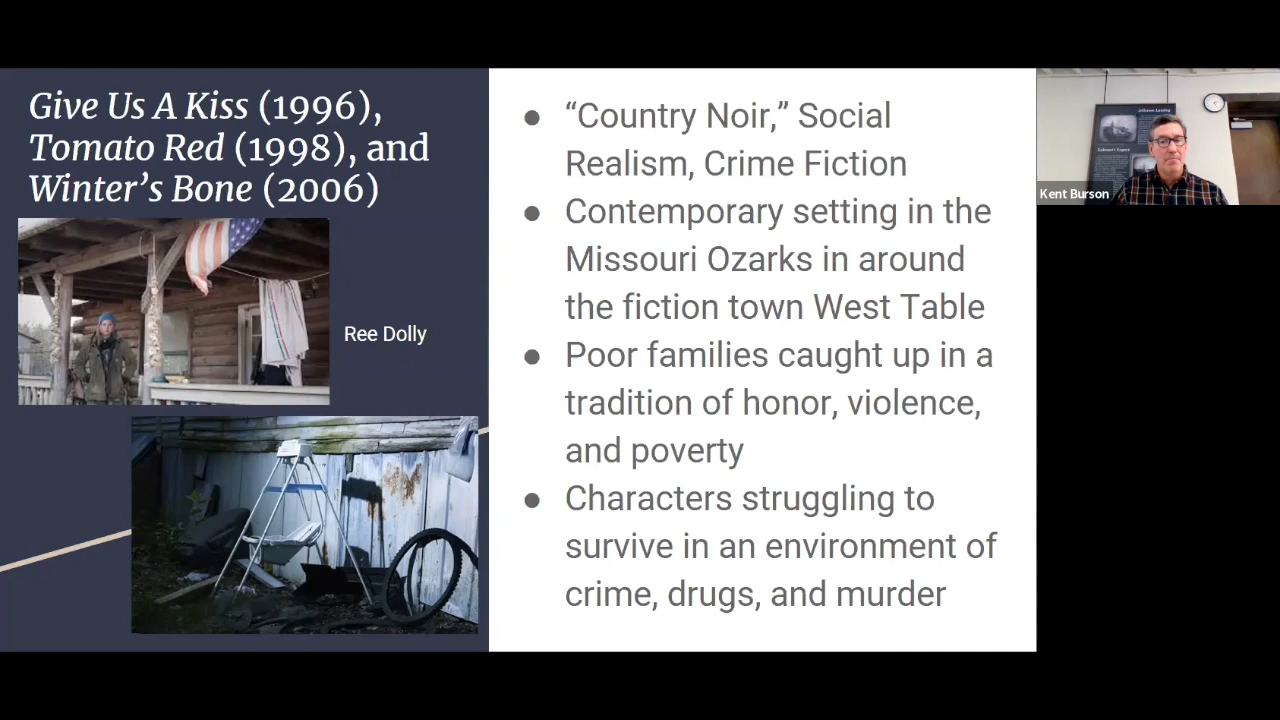 Give Us A Kiss (1996),
Tomato Red (1998), and
Winter’s Bone (2006)
Ree Dolly
● “Country Noir,” Social
Realism, Crime Fiction
● Contemporary setting in the
Missouri Ozarks in around
the fiction town West Table
● Poor families caught up in a
tradition of honor, violence,
and poverty
● Characters struggling to
survive in an environment of
crime, drugs, and murder
Kent Burson